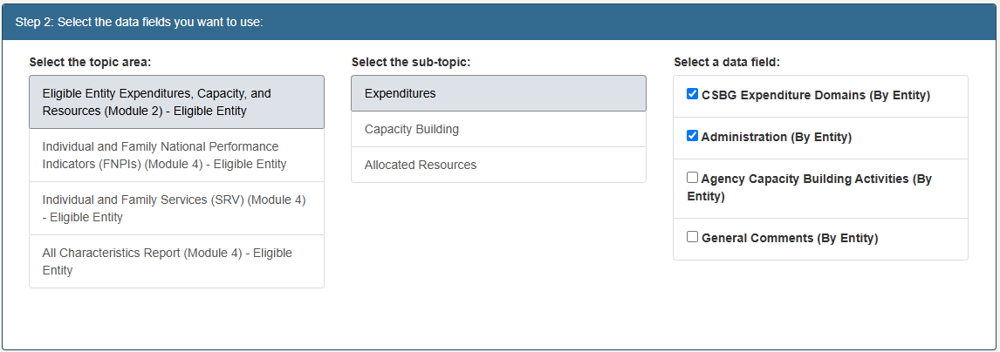 Step 2: Select the data fields you want to use:
Select the topic area:
Eligible Entity Expenditures, Capacity, and
Resources (Module 2) - Eligible Entity
Individual and Family National Performance
Indicators (FNPIs) (Module 4) - Eligible Entity
Individual and Family Services (SRV) (Module 4)
- Eligible Entity
All Characteristics Report (Module 4) - Eligible
Entity
Select the sub-topic:
Expenditures
Capacity Building
Allocated Resources
Select a data field:
CSBG Expenditure Domains (By Entity)
Administration (By Entity)
Agency Capacity Building Activities (By
Entity)
General Comments (By Entity)